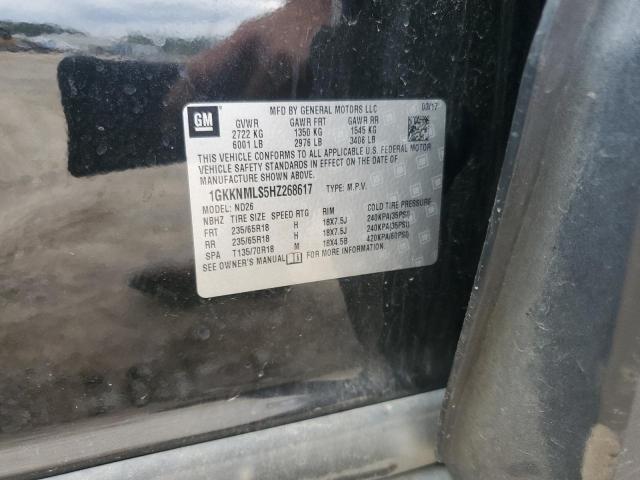 GM
MFD BY GENERAL MOTORS LLC 03/17
GVWR GAWR FRT GAWR RR
2722 KG 1350 KG 1545 KG
6001 LB 2976 LB 3406 LB
THIS VEHICLE CONFORMS TO ALL APPLICABLE U.S. FEDERAL MOTOR
VEHICLE SAFETY STANDARDS IN EFFECT ON THE DATE OF
MANUFACTURE SHOWN ABOVE.
1GKKNMLS5HZ268617 TYPE: M.P.V.
MODEL: ND26
NBHZ TIRE SIZE SPEED RTG RIM COLD TIRE PRESSURE
FRT 235/65R18 H 18X7.5J 240KPA(35PSI)
RR 235/65R18 H 18X7.5J 240KPA(35PSI)
SPA T135/70R18 M 18X4.5B 420KPA(60PSI)
SEE OWNER'S MANUAL FOR MORE INFORMATION.